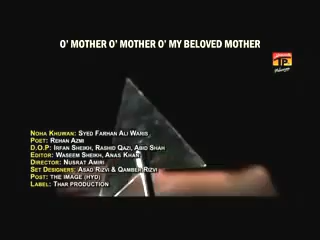 O' MOTHER O' MOTHER O' MY BELOVED MOTHER
TP
NOHA KHUWAN: SYED FARHAN ALI WARIS
POET: REHAN AZMI
D.O.P: IRFAN SHEIKH, RASHID QAZI, ABID SHAH
EDITOR: WASEEM SHEIKH, ANAS KHAN
DIRECTOR: NUSRAT AMIRI
SET DESIGNERS: ASAD RIZVI & QAMBER RIZVI
POST: THE IMAGE (HYD)
LABEL: THAR PRODUCTION